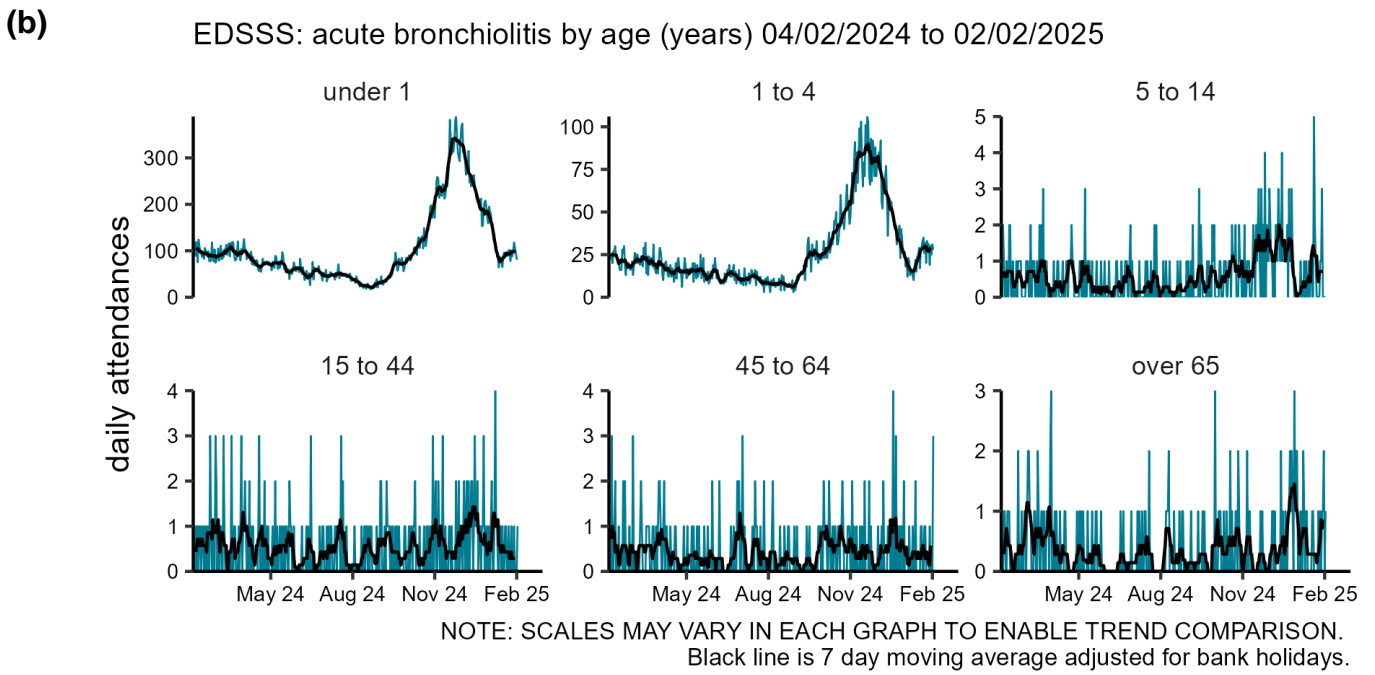 (b)
EDSSS: acute bronchiolitis by age (years) 04/02/2024 to 02/02/2025
daily attendances
under 1
300
200
100
0
1 to 4
100
75
50
25
0
5 to 14
5
4
3
2
1
0
15 to 44
4
3
2
1
0
May 24 Aug 24 Nov 24 Feb 25
45 to 64
4
3
2
1
0
May 24 Aug 24 Nov 24 Feb 25
over 65
3
2
1
0
May 24 Aug 24 Nov 24 Feb 25
NOTE: SCALES MAY VARY IN EACH GRAPH TO ENABLE TREND COMPARISON.
Black line is 7 day moving average adjusted for bank holidays.